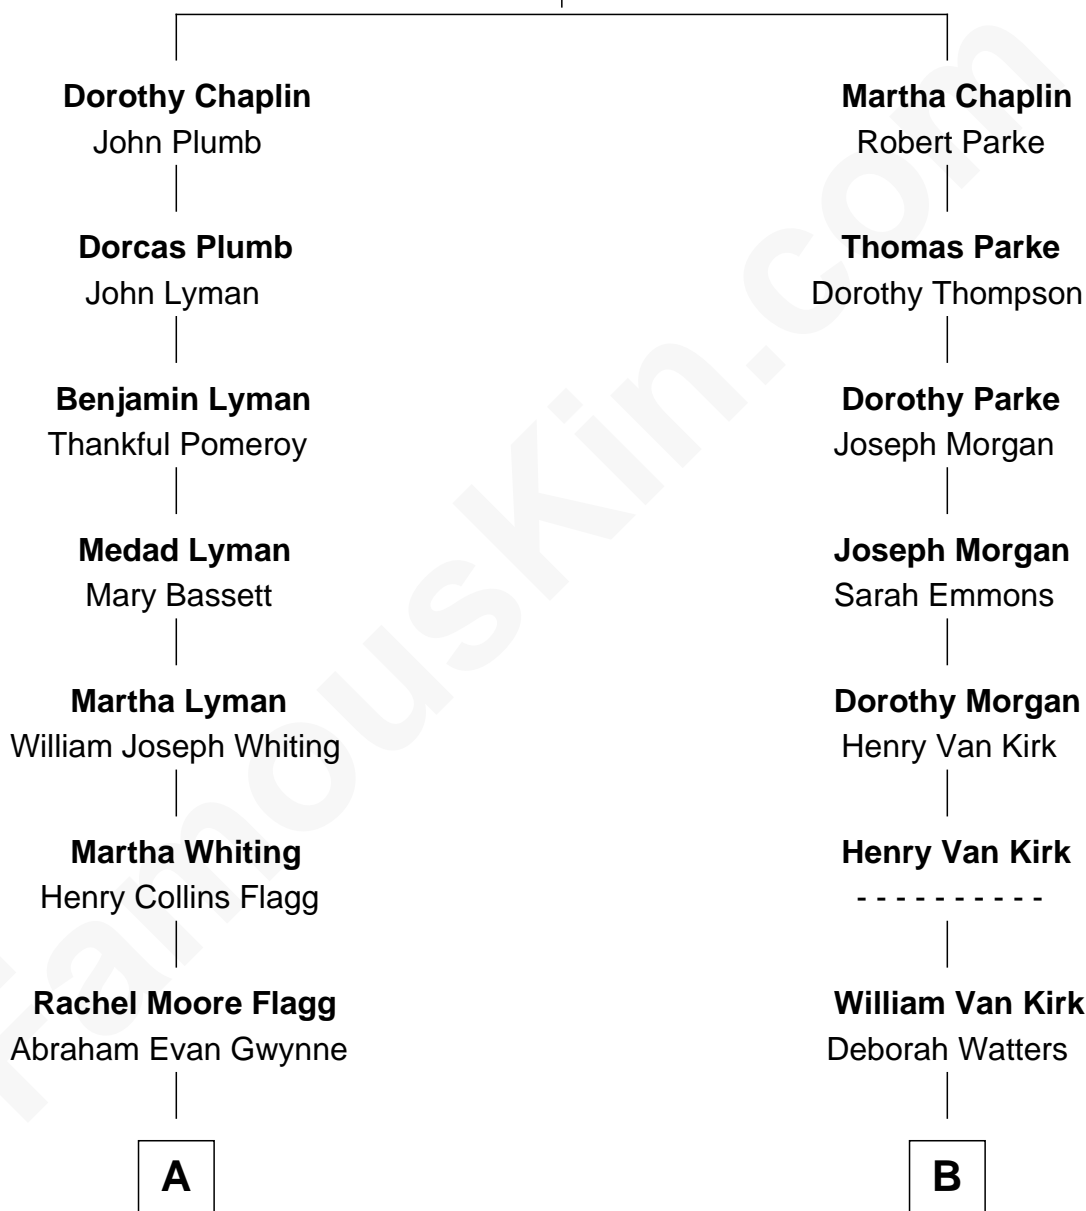 Dorothy Chaplin
John Plumb
Dorcas Plumb
John Lyman
Benjamin Lyman
Thankful Pomeroy
Medad Lyman
Mary Bassett
Martha Lyman
William Joseph Whiting
Martha Whiting
Henry Collins Flagg
Rachel Moore Flagg
Abraham Evan Gwynne
A
Martha Chaplin
Robert Parke
Thomas Parke
Dorothy Thompson
Dorothy Parke
Joseph Morgan
Joseph Morgan
Sarah Emmons
Dorothy Morgan
Henry Van Kirk
Henry Van Kirk
- - - - - - - - - -
William Van Kirk
Deborah Watters
B
FamousKin.com